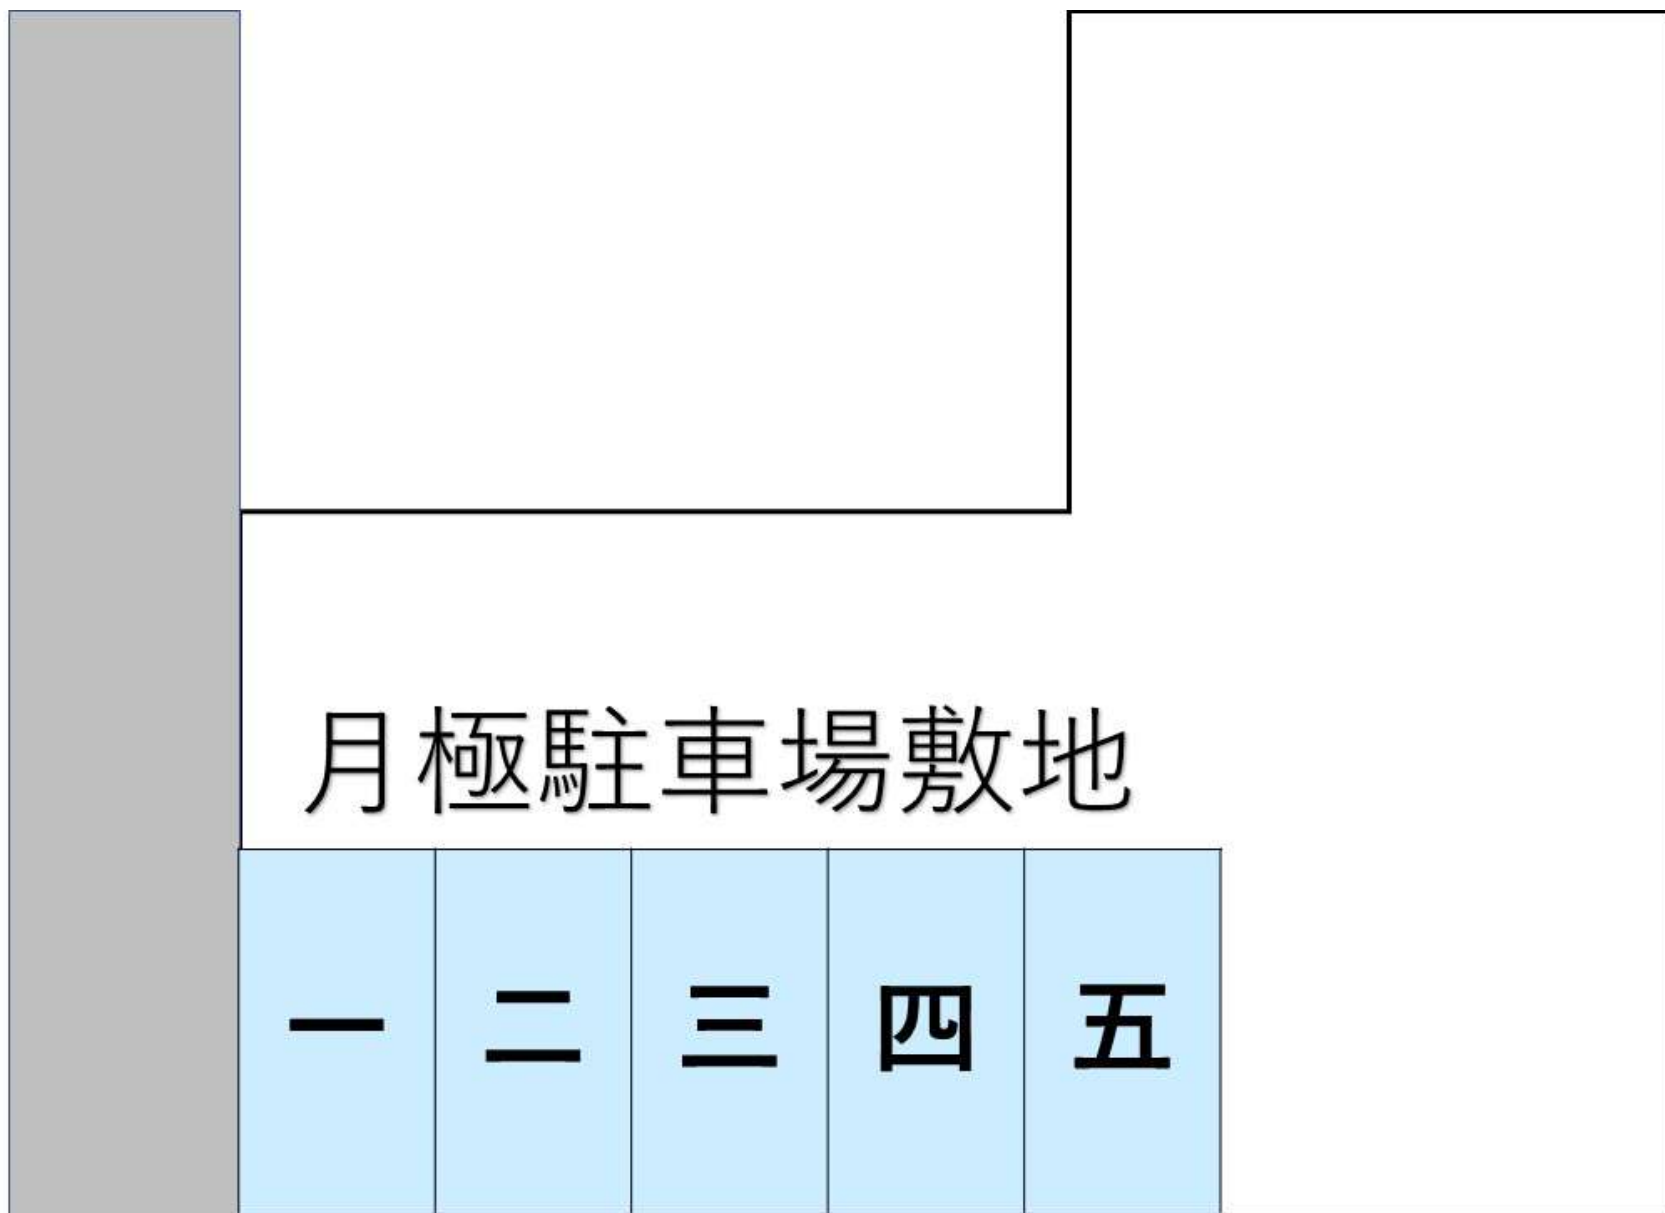 月極駐車場敷地
一 二 三 四 五